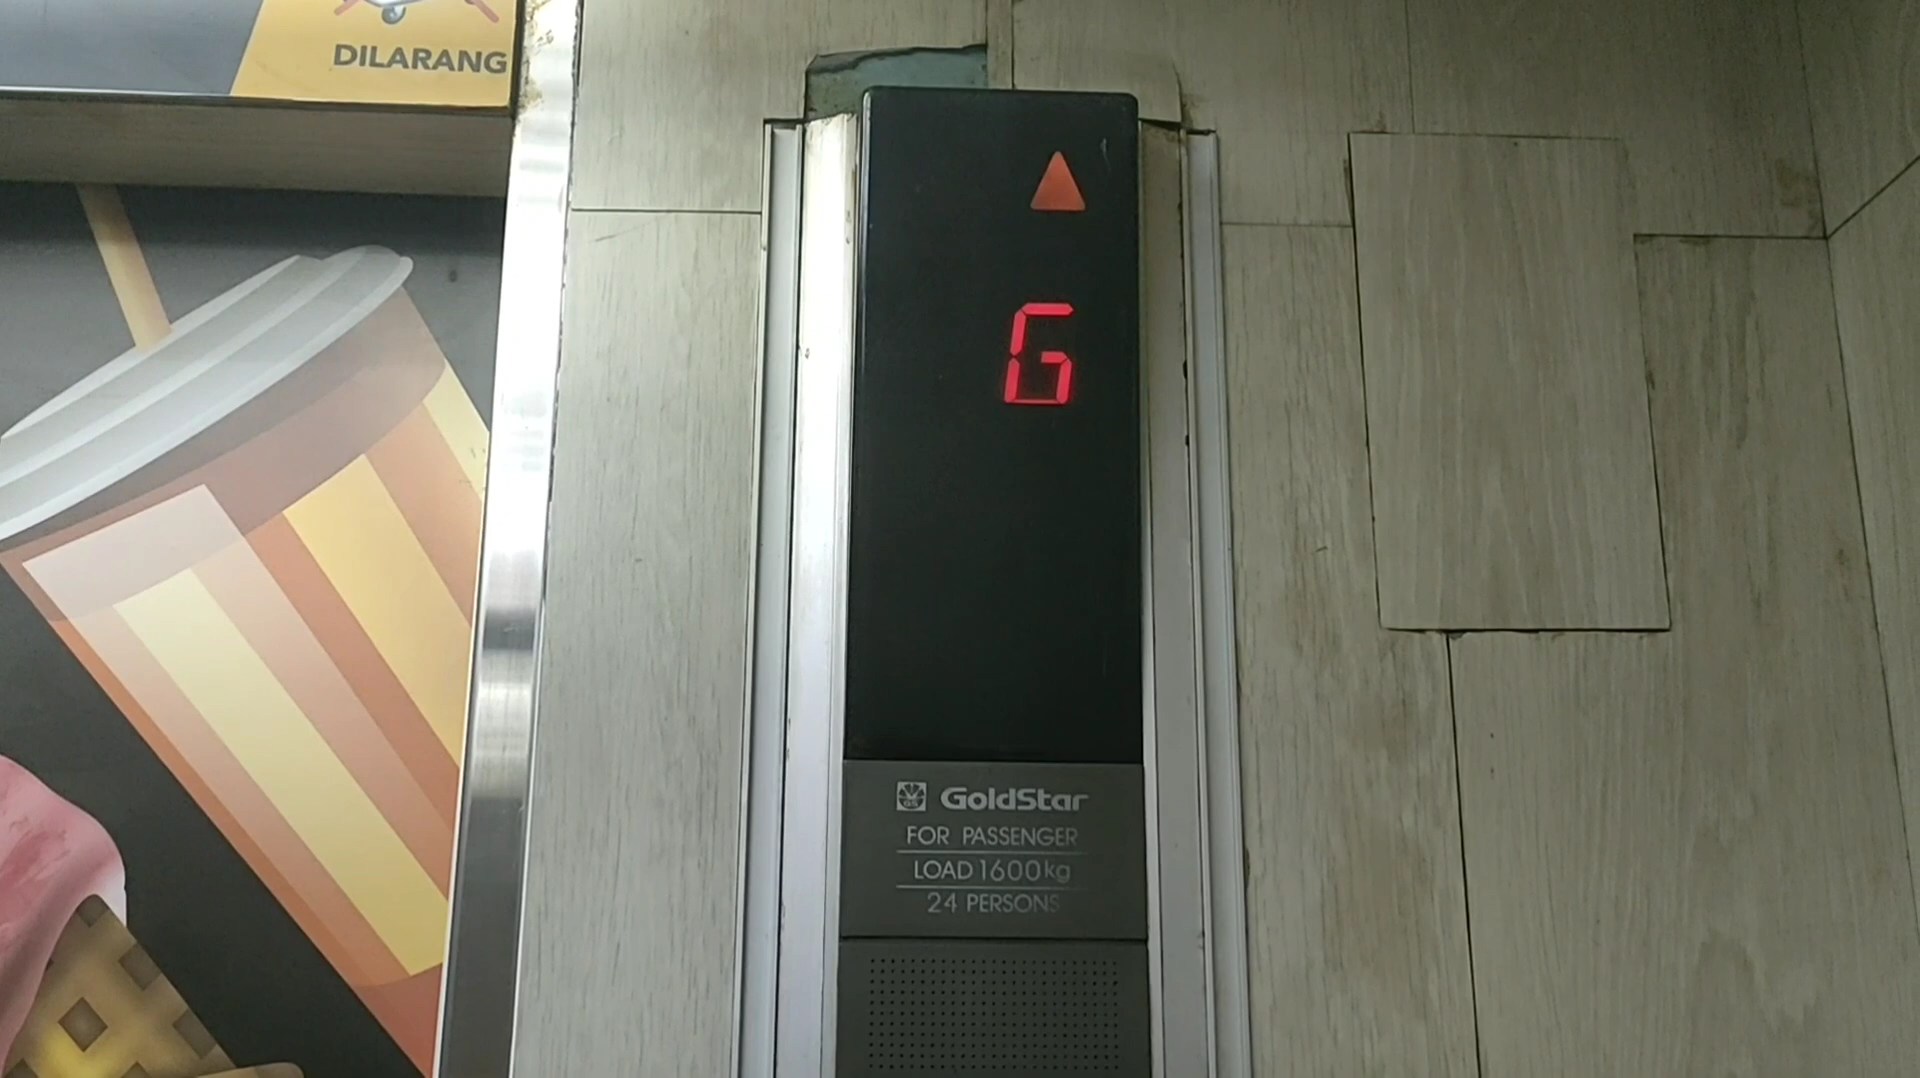 DILARANG
G
GoldStar
FOR PASSENGER
LOAD 1600kg
24 PERSONS